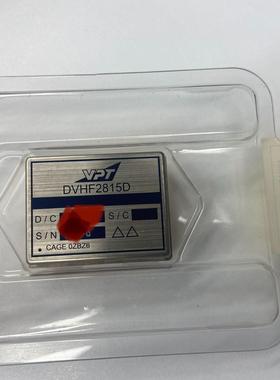 VPT
DVHF2815D
D/C S/C
S/N
CAGE 0ZBZ8